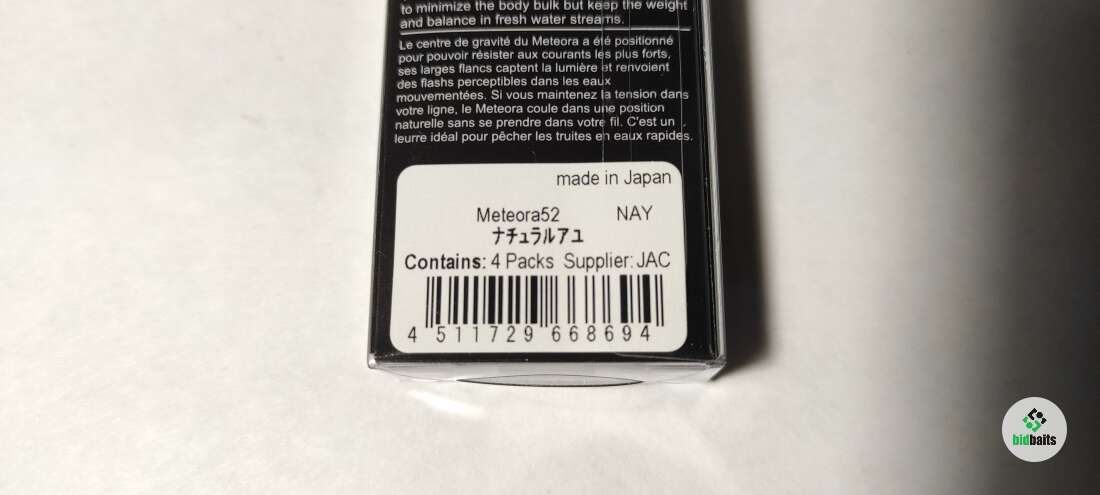 to minimize the body bulk but keep the weight
and balance in fresh water streams.
Le centre de gravité du Meteora a été positionné
pour pouvoir résister aux courants les plus forts,
ses larges flancs captent la lumière et renvoient
des flashs perceptibles dans les eaux
mouvementées. Si vous maintenez la tension dans
votre ligne, le Meteora coule dans une position
naturelle sans se prendre dans votre fil. C'est un
leurre idéal pour pêcher les truites en eaux rapides.
made in Japan
Meteora52 NAY
ナチュラルアユ
Contains: 4 Packs Supplier: JAC
4 511729 668694
bidbaits